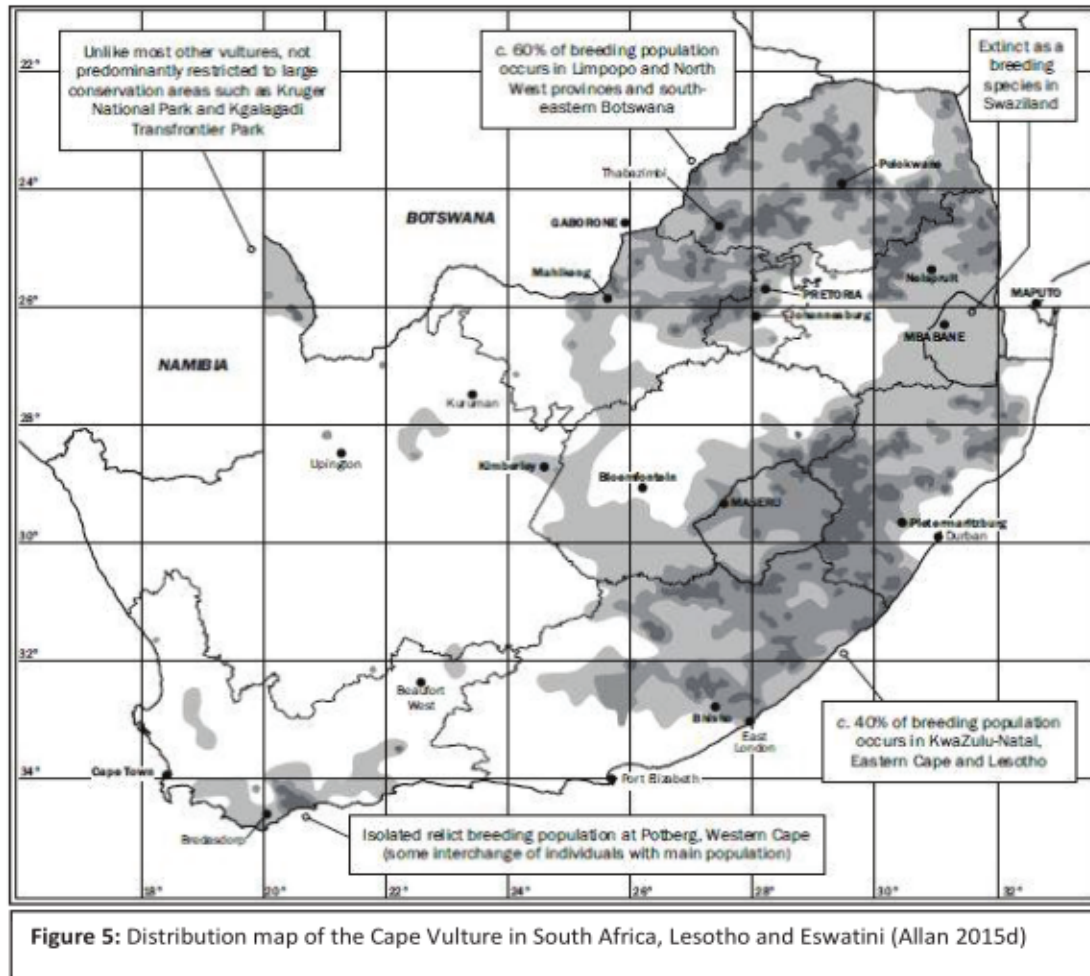 Unlike most other vultures, not
predominantly restricted to large
conservation areas such as Kruger
National Park and Kgalagadi
Transfrontier Park
c. 60% of breeding population
occurs in Limpopo and North
West provinces and south-
eastern Botswana
Extinct as a
breeding
species in
Swaziland
22°
24°
26°
28°
30°
32°
34°
Thabazimbi
Polokwane
BOTSWANA
GABORONE
Mahikeng
Nelspruit
PRETORIA
Johannesburg
MAPUTO
MBABANE
NAMIBIA
Kuruman
Upington
Kimberley
Bloemfontein
MASERU
Pietermaritzburg
Durban
Beaufort
West
Bhisho
East
London
c. 40% of breeding population
occurs in KwaZulu-Natal,
Eastern Cape and Lesotho
Cape Town
Port Elizabeth
Bredasdorp
Isolated relict breeding population at Potberg, Western Cape
(some interchange of individuals with main population)
18°
20°
22°
24°
26°
28°
30°
32°
Figure 5: Distribution map of the Cape Vulture in South Africa, Lesotho and Eswatini (Allan 2015d)